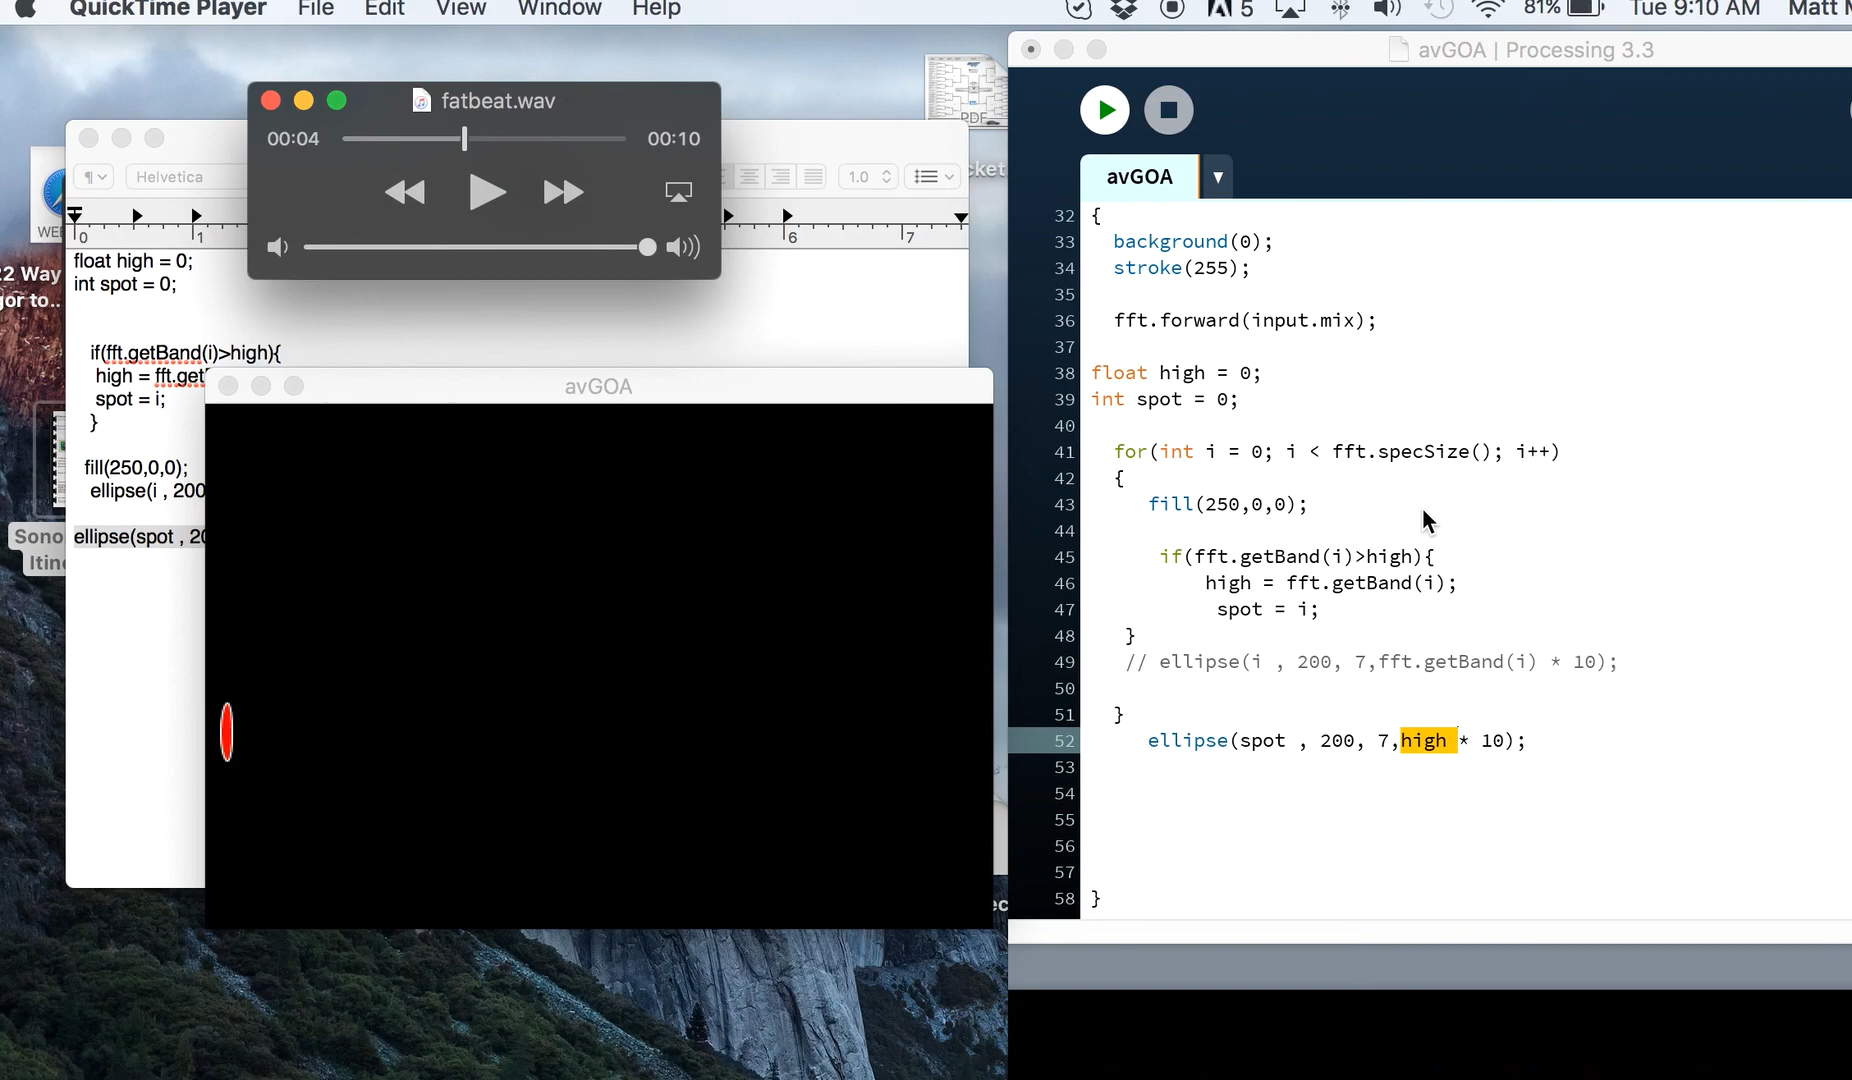 QuickTime Player File Edit View Window Help
5 81% Tue 9:10 AM Matt
fatbeat.wav
00:04 00:10
PDF
Helvetica
1.0
0 1 6 7
float high = 0;
int spot = 0;
if(fft.getBand(i)>high){
high = fft.get
spot = i;
}
fill(250,0,0);
ellipse(i , 200
ellipse(spot , 20
22 Way
gor to..
Sono
Itin
cket
avGOA
avGOA | Processing 3.3
avGOA
32 {
33 background(0);
34 stroke(255);
35
36 fft.forward(input.mix);
37
38 float high = 0;
39 int spot = 0;
40
41 for(int i = 0; i < fft.specSize(); i++)
42 {
43 fill(250,0,0);
44
45 if(fft.getBand(i)>high){
46 high = fft.getBand(i);
47 spot = i;
48 }
49 // ellipse(i , 200, 7,fft.getBand(i) * 10);
50
51 }
52 ellipse(spot , 200, 7,high * 10);
53
54
55
56
57
58 }